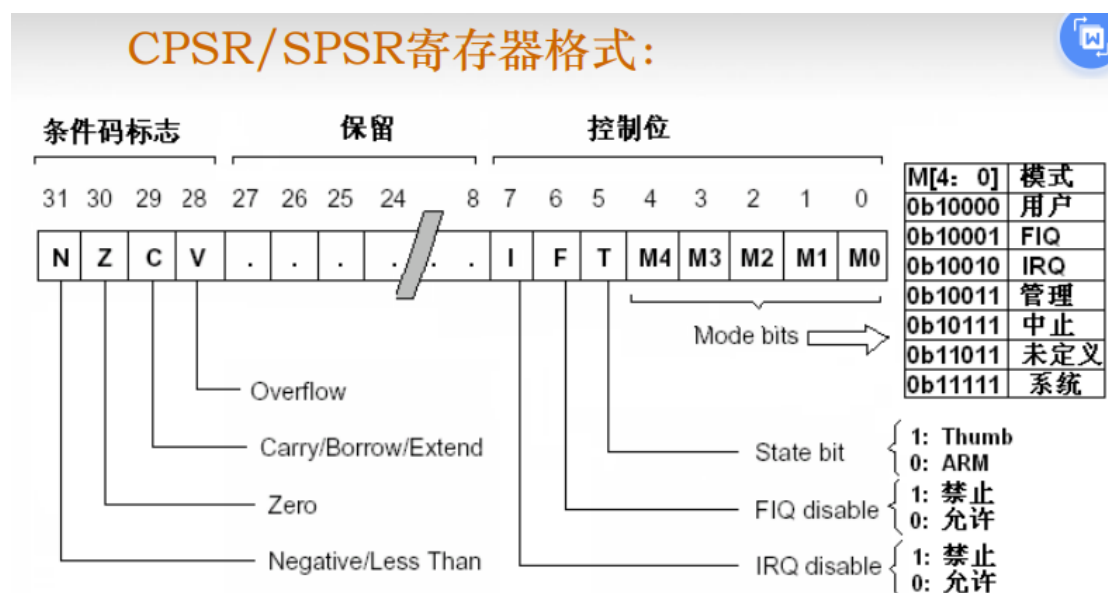 CPSR/SPSR寄存器格式:
条件码标志 保留 控制位
31 30 29 28 27 26 25 24 8 7 6 5 4 3 2 1 0
N Z C V . . . . . . I F T M4 M3 M2 M1 M0
Mode bits
M[4: 0] 模式
0b10000 用户
0b10001 FIQ
0b10010 IRQ
0b10011 管理
0b10111 中止
0b11011 未定义
0b11111 系统
Overflow
Carry/Borrow/Extend
Zero
Negative/Less Than
State bit
1: Thumb
0: ARM
FIQ disable
1: 禁止
0: 允许
IRQ disable
1: 禁止
0: 允许